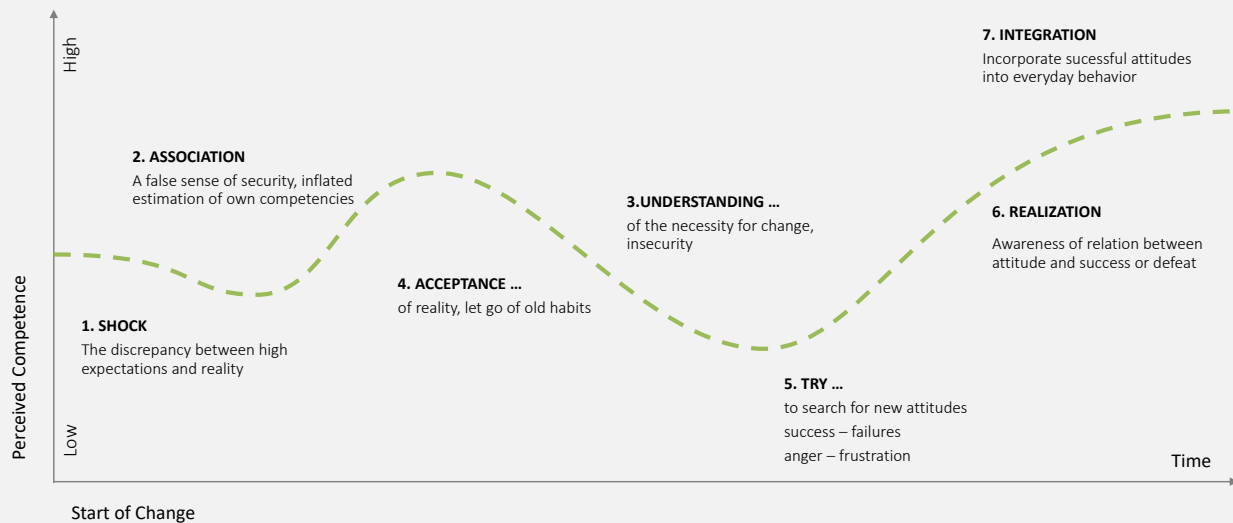 High
7. INTEGRATION
Incorporate sucessful attitudes
into everyday behavior
2. ASSOCIATION
A false sense of security, inflated
estimation of own competencies
3.UNDERSTANDING ...
of the necessity for change,
insecurity
6. REALIZATION
Awareness of relation between
attitude and success or defeat
4. ACCEPTANCE ...
of reality, let go of old habits
1. SHOCK
The discrepancy between high
expectations and reality
Perceived Competence
5. TRY ...
to search for new attitudes
success – failures
anger – frustration
Low
Time
Start of Change